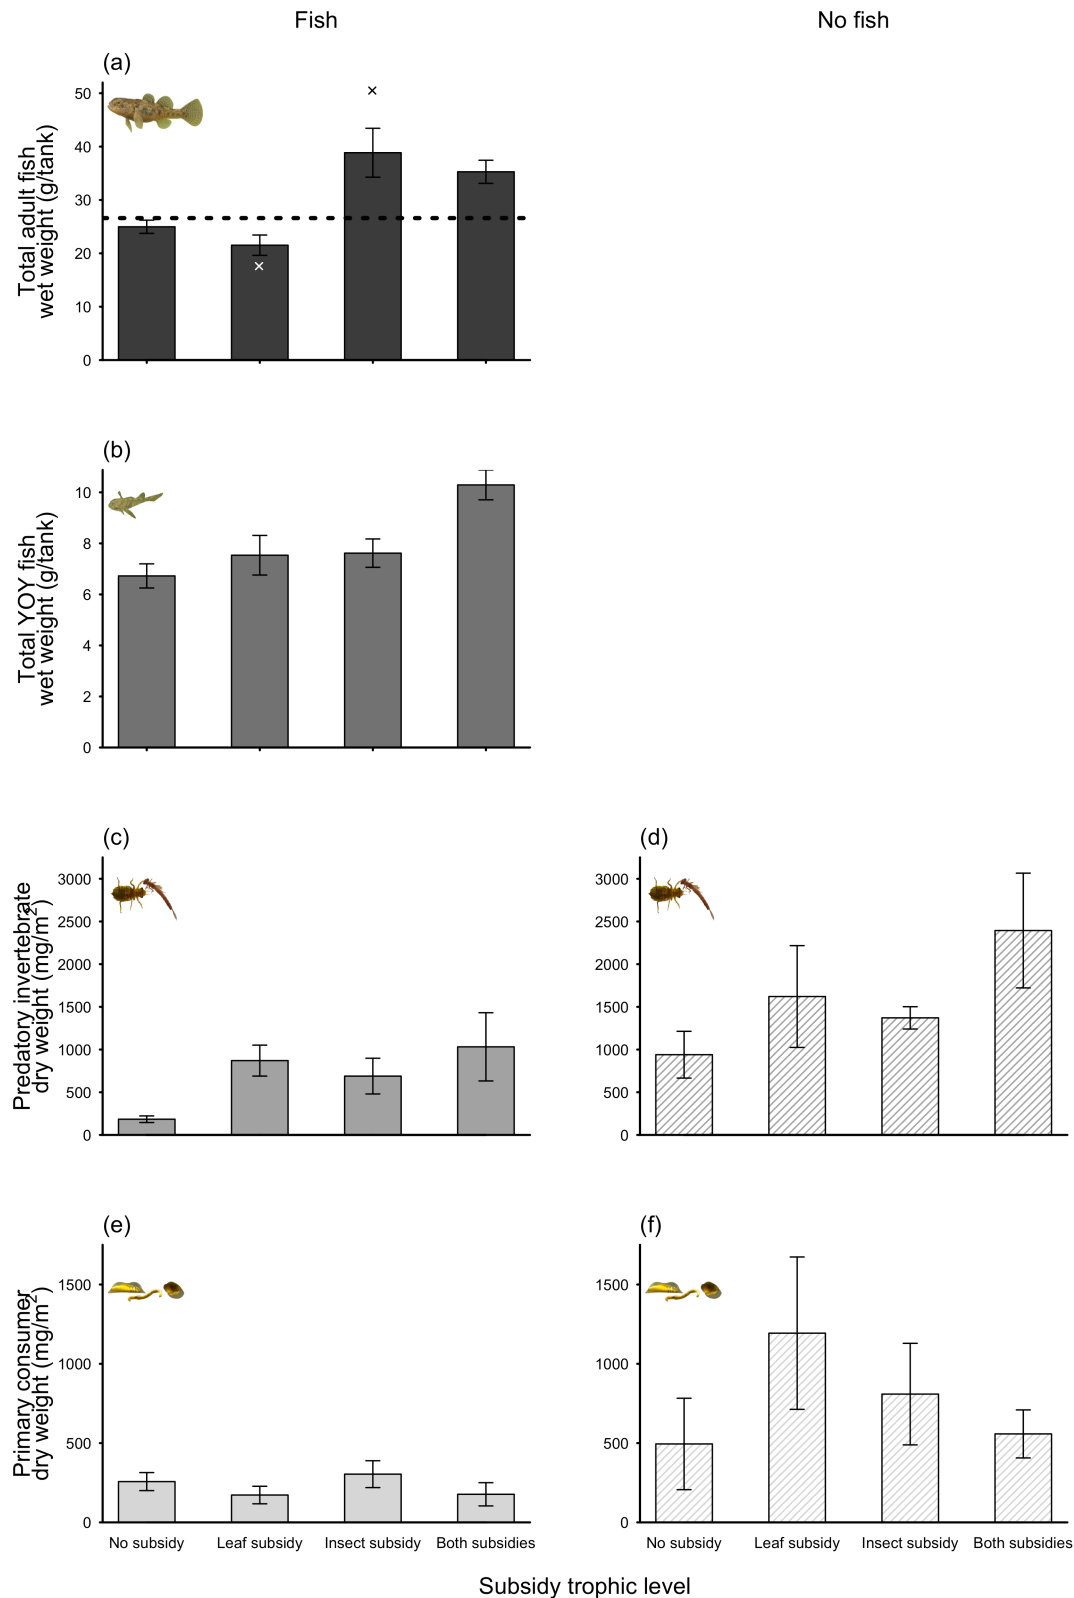 Fish
No fish
(a)
Total adult fish
wet weight (g/tank)
50
40
30
20
10
0
(b)
Total YOY fish
wet weight (g/tank)
10
8
6
4
2
0
(c)
Predatory invertebrate
dry weight (mg/m²)
3000
2500
2000
1500
1000
500
0
(d)
3000
2500
2000
1500
1000
500
0
(e)
Primary consumer
dry weight (mg/m²)
1500
1000
500
0
No subsidy Leaf subsidy Insect subsidy Both subsidies
(f)
1500
1000
500
0
No subsidy Leaf subsidy Insect subsidy Both subsidies
Subsidy trophic level